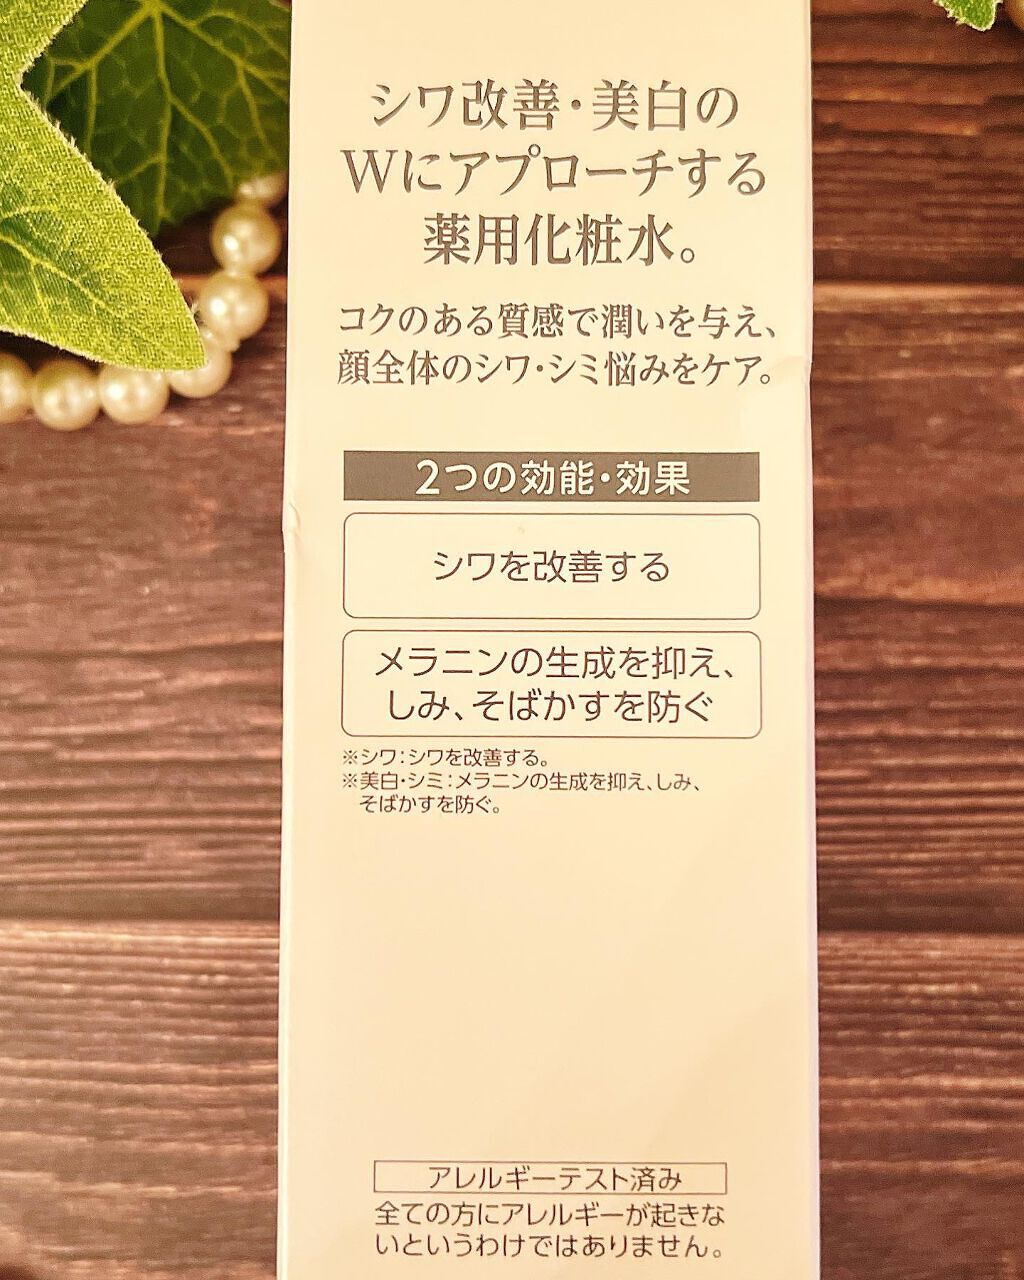 シワ改善・美白の
Wにアプローチする
薬用化粧水。
コクのある質感で潤いを与え、
顔全体のシワ・シミ悩みをケア。
2つの効能・効果
シワを改善する
メラニンの生成を抑え、
しみ、そばかすを防ぐ
※シワ:シワを改善する。
※美白・シミ:メラニンの生成を抑え、しみ、
そばかすを防ぐ。
アレルギーテスト済み
全ての方にアレルギーが起きな
いというわけではありません。